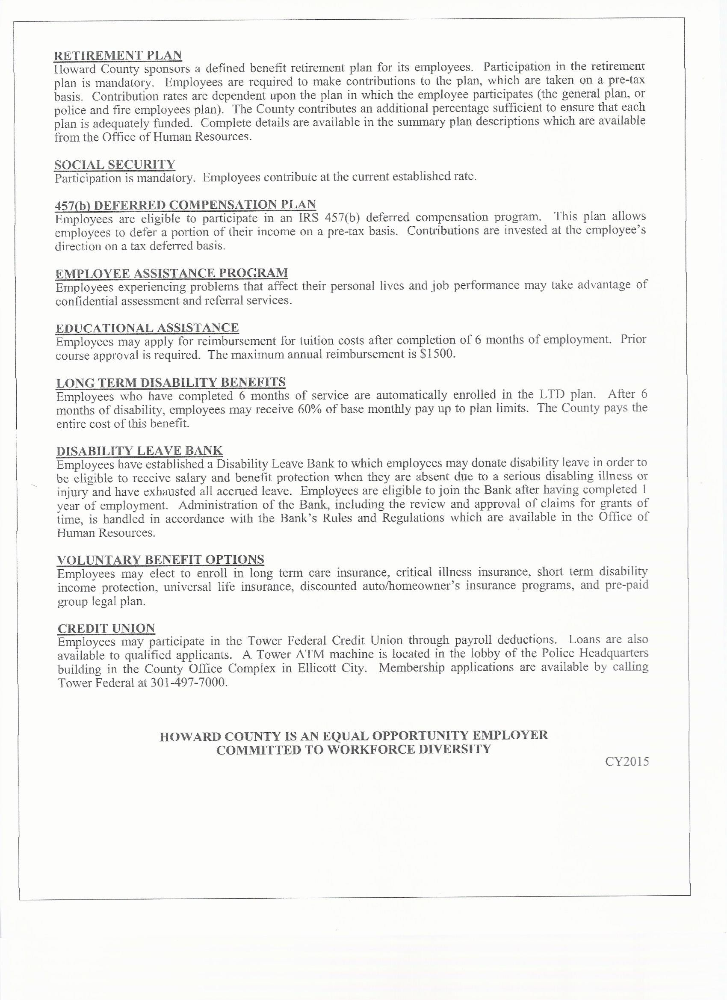 RETIREMENT PLAN
Howard County sponsors a defined benefit retirement plan for its employees. Participation in the retirement
plan is mandatory. Employees are required to make contributions to the plan, which are taken on a pre-tax
basis. Contribution rates are dependent upon the plan in which the employee participates (the general plan, or
police and fire employees plan). The County contributes an additional percentage sufficient to ensure that each
plan is adequately funded. Complete details are available in the summary plan descriptions which are available
from the Office of Human Resources.
SOCIAL SECURITY
Participation is mandatory. Employees contribute at the current established rate.
457(b) DEFERRED COMPENSATION PLAN
Employees are eligible to participate in an IRS 457(b) deferred compensation program. This plan allows
employees to defer a portion of their income on a pre-tax basis. Contributions are invested at the employee's
direction on a tax deferred basis.
EMPLOYEE ASSISTANCE PROGRAM
Employees experiencing problems that affect their personal lives and job performance may take advantage of
confidential assessment and referral services.
EDUCATIONAL ASSISTANCE
Employees may apply for reimbursement for tuition costs after completion of 6 months of employment. Prior
course approval is required. The maximum annual reimbursement is $1500.
LONG TERM DISABILITY BENEFITS
Employees who have completed 6 months of service are automatically enrolled in the LTD plan. After 6
months of disability, employees may receive 60% of base monthly pay up to plan limits. The County pays the
entire cost of this benefit.
DISABILITY LEAVE BANK
Employees have established a Disability Leave Bank to which employees may donate disability leave in order to
be eligible to receive salary and benefit protection when they are absent due to a serious disabling illness or
injury and have exhausted all accrued leave. Employees are eligible to join the Bank after having completed 1
year of employment. Administration of the Bank, including the review and approval of claims for grants of
time, is handled in accordance with the Bank's Rules and Regulations which are available in the Office of
Human Resources.
VOLUNTARY BENEFIT OPTIONS
Employees may elect to enroll in long term care insurance, critical illness insurance, short term disability
income protection, universal life insurance, discounted auto/homeowner's insurance programs, and pre-paid
group legal plan.
CREDIT UNION
Employees may participate in the Tower Federal Credit Union through payroll deductions. Loans are also
available to qualified applicants. A Tower ATM machine is located in the lobby of the Police Headquarters
building in the County Office Complex in Ellicott City. Membership applications are available by calling
Tower Federal at 301-497-7000.
HOWARD COUNTY IS AN EQUAL OPPORTUNITY EMPLOYER
COMMITTED TO WORKFORCE DIVERSITY
CY2015